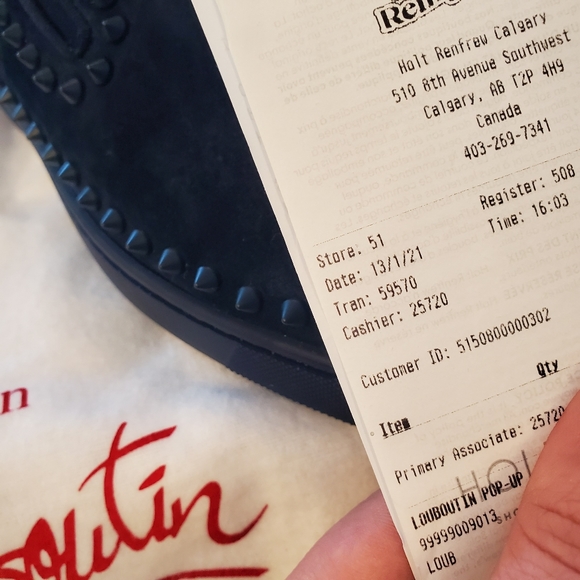 Holt Renfrew Calgary
510 8th Avenue Southwest
Calgary, AB T2P 4H9
Canada
403-269-7341
Store: 51
Register: 508
Date: 13/1/21
Time: 16:03
Tran: 59570
Cashier: 25720
Customer ID: 5150800000302
Item
Qty
Primary Associate: 25720
LOUBOUTIN POP-UP
99999009013
LOUB
n
outin